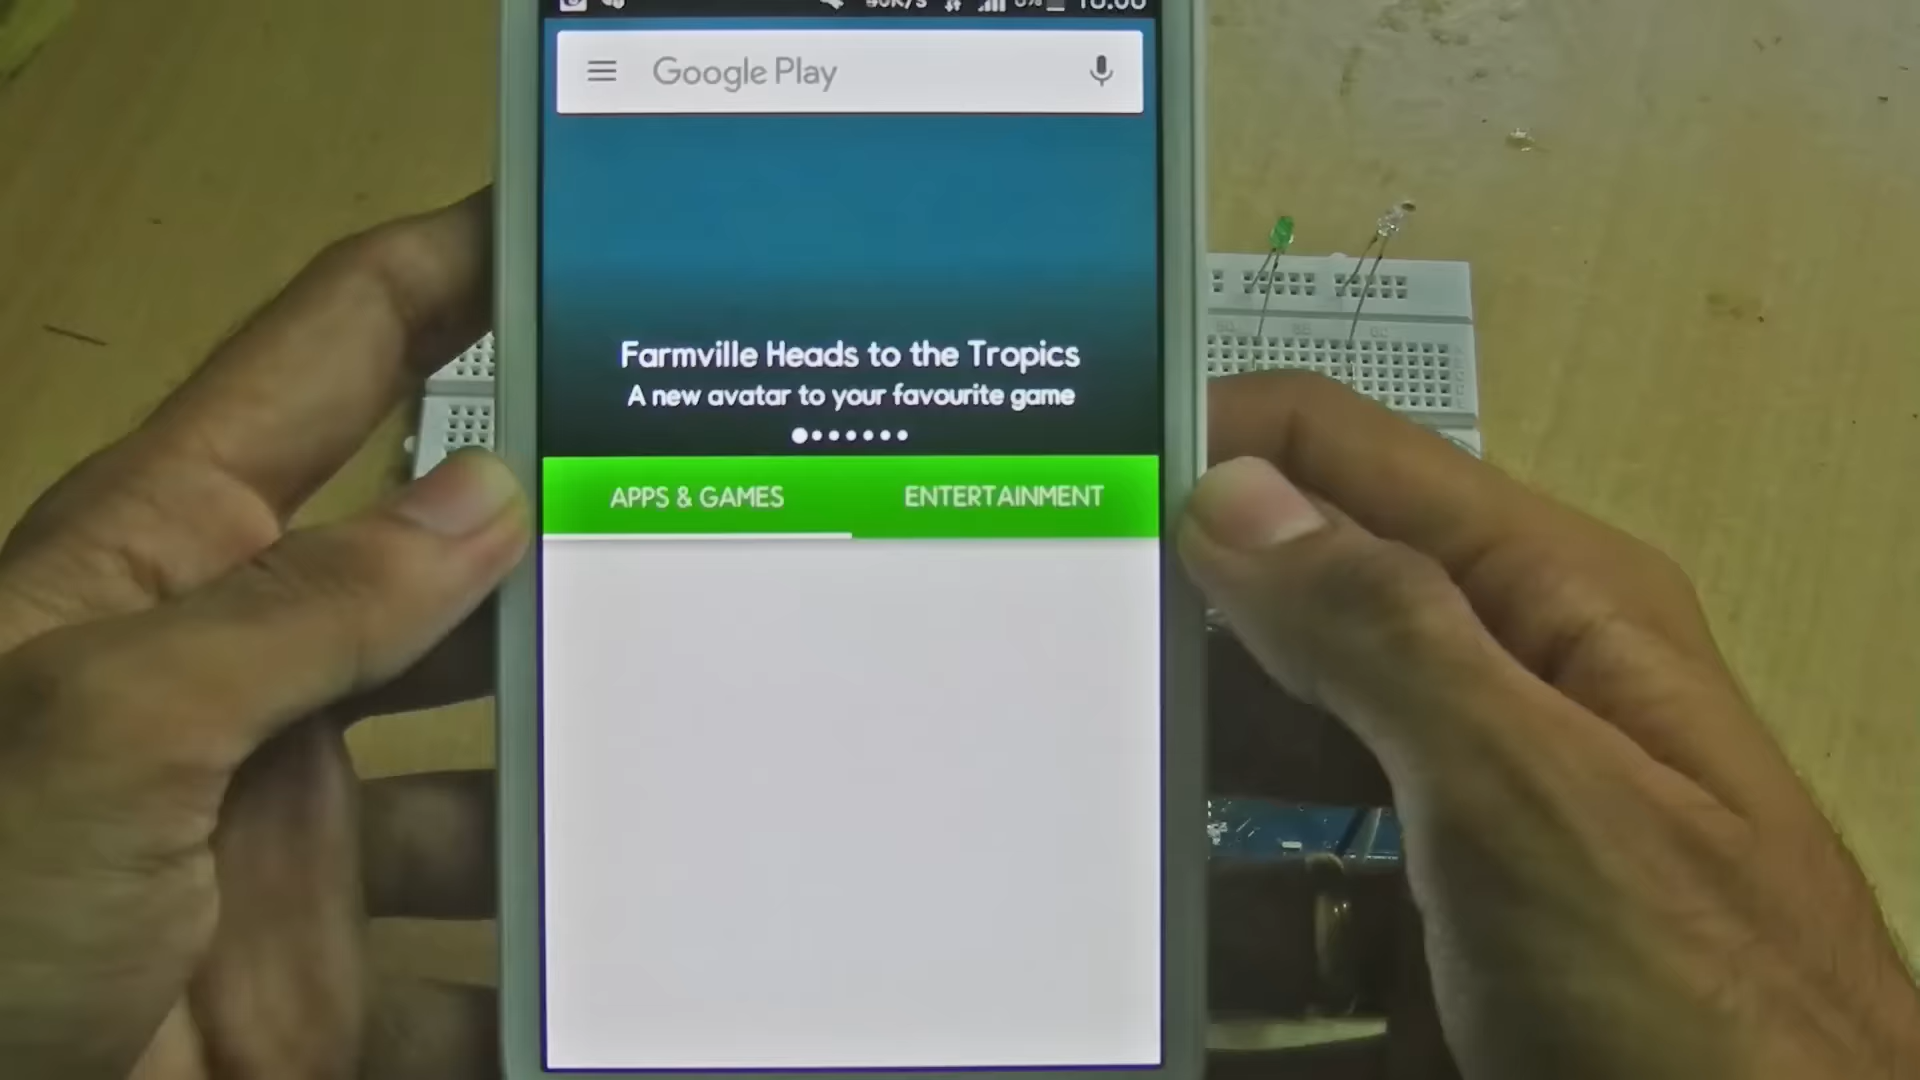 Google Play
Farmville Heads to the Tropics
A new avatar to your favourite game
APPS & GAMES
ENTERTAINMENT